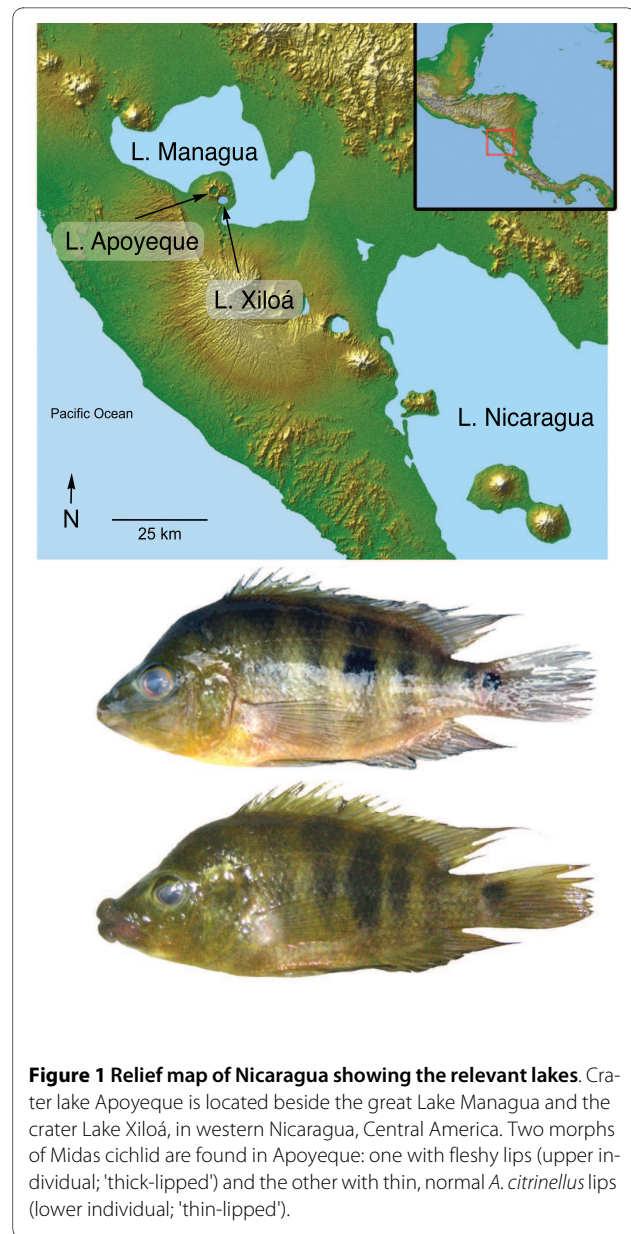 L. Managua
L. Apoyeque
L. Xiloá
Pacific Ocean
L. Nicaragua
N
25 km
Figure 1 Relief map of Nicaragua showing the relevant lakes. Cra-
ter lake Apoyeque is located beside the great Lake Managua and the
crater Lake Xiloá, in western Nicaragua, Central America. Two morphs
of Midas cichlid are found in Apoyeque: one with fleshy lips (upper in-
dividual; 'thick-lipped') and the other with thin, normal A. citrinellus lips
(lower individual; 'thin-lipped').